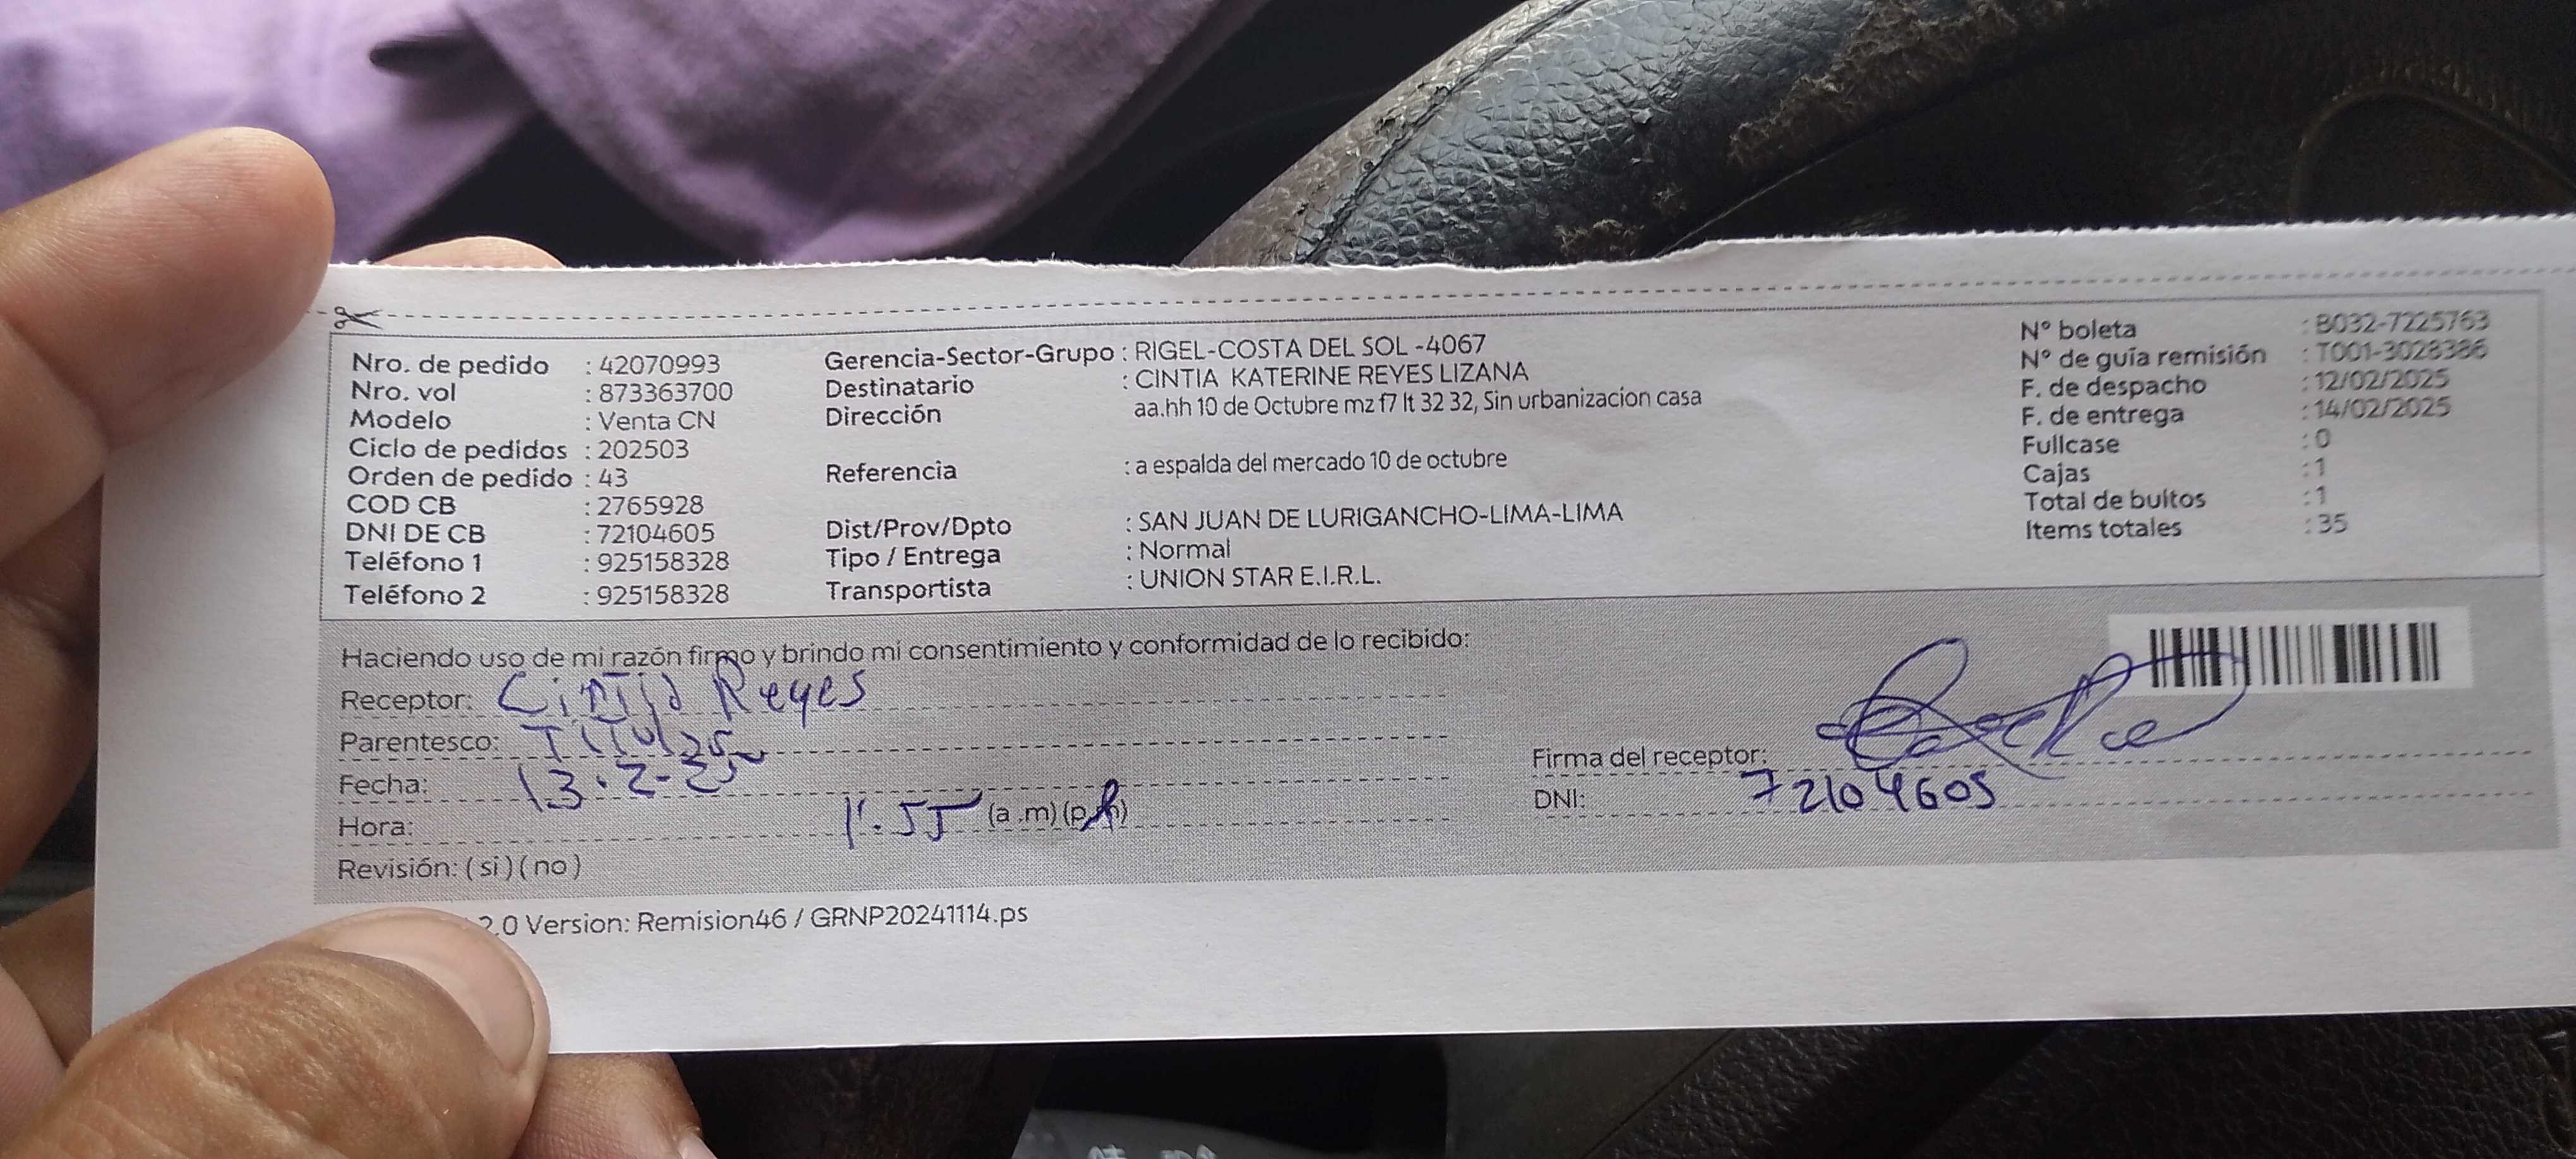 Nro. de pedido : 42070993
Nro. vol : 873363700
Modelo : Venta CN
Ciclo de pedidos : 202503
Orden de pedido : 43
COD CB : 2765928
DNI DE CB : 72104605
Teléfono 1 : 925158328
Teléfono 2 : 925158328
Gerencia-Sector-Grupo : RIGEL-COSTA DEL SOL -4067
Destinatario : CINTIA KATERINE REYES LIZANA
Dirección aa.hh 10 de Octubre mz f7 lt 32 32, Sin urbanizacion casa
Referencia : a espalda del mercado 10 de octubre
Dist/Prov/Dpto : SAN JUAN DE LURIGANCHO-LIMA-LIMA
Tipo / Entrega : Normal
Transportista : UNION STAR E.I.R.L.
N° boleta : B032-7225763
N° de guía remisión : T001-3028386
F. de despacho : 12/02/2025
F. de entrega : 14/02/2025
Fullcase : 0
Cajas : 1
Total de bultos : 1
Items totales : 35
Haciendo uso de mi razón firmo y brindo mi consentimiento y conformidad de lo recibido:
Receptor: Cintia Reyes
Parentesco: Titular
Fecha: 13.2-25
Hora: 1:55 (a.m)(p.m)
Revisión: (si)(no)
Firma del receptor:
DNI: 72104605
2.0 Version: Remision46 / GRNP20241114.ps